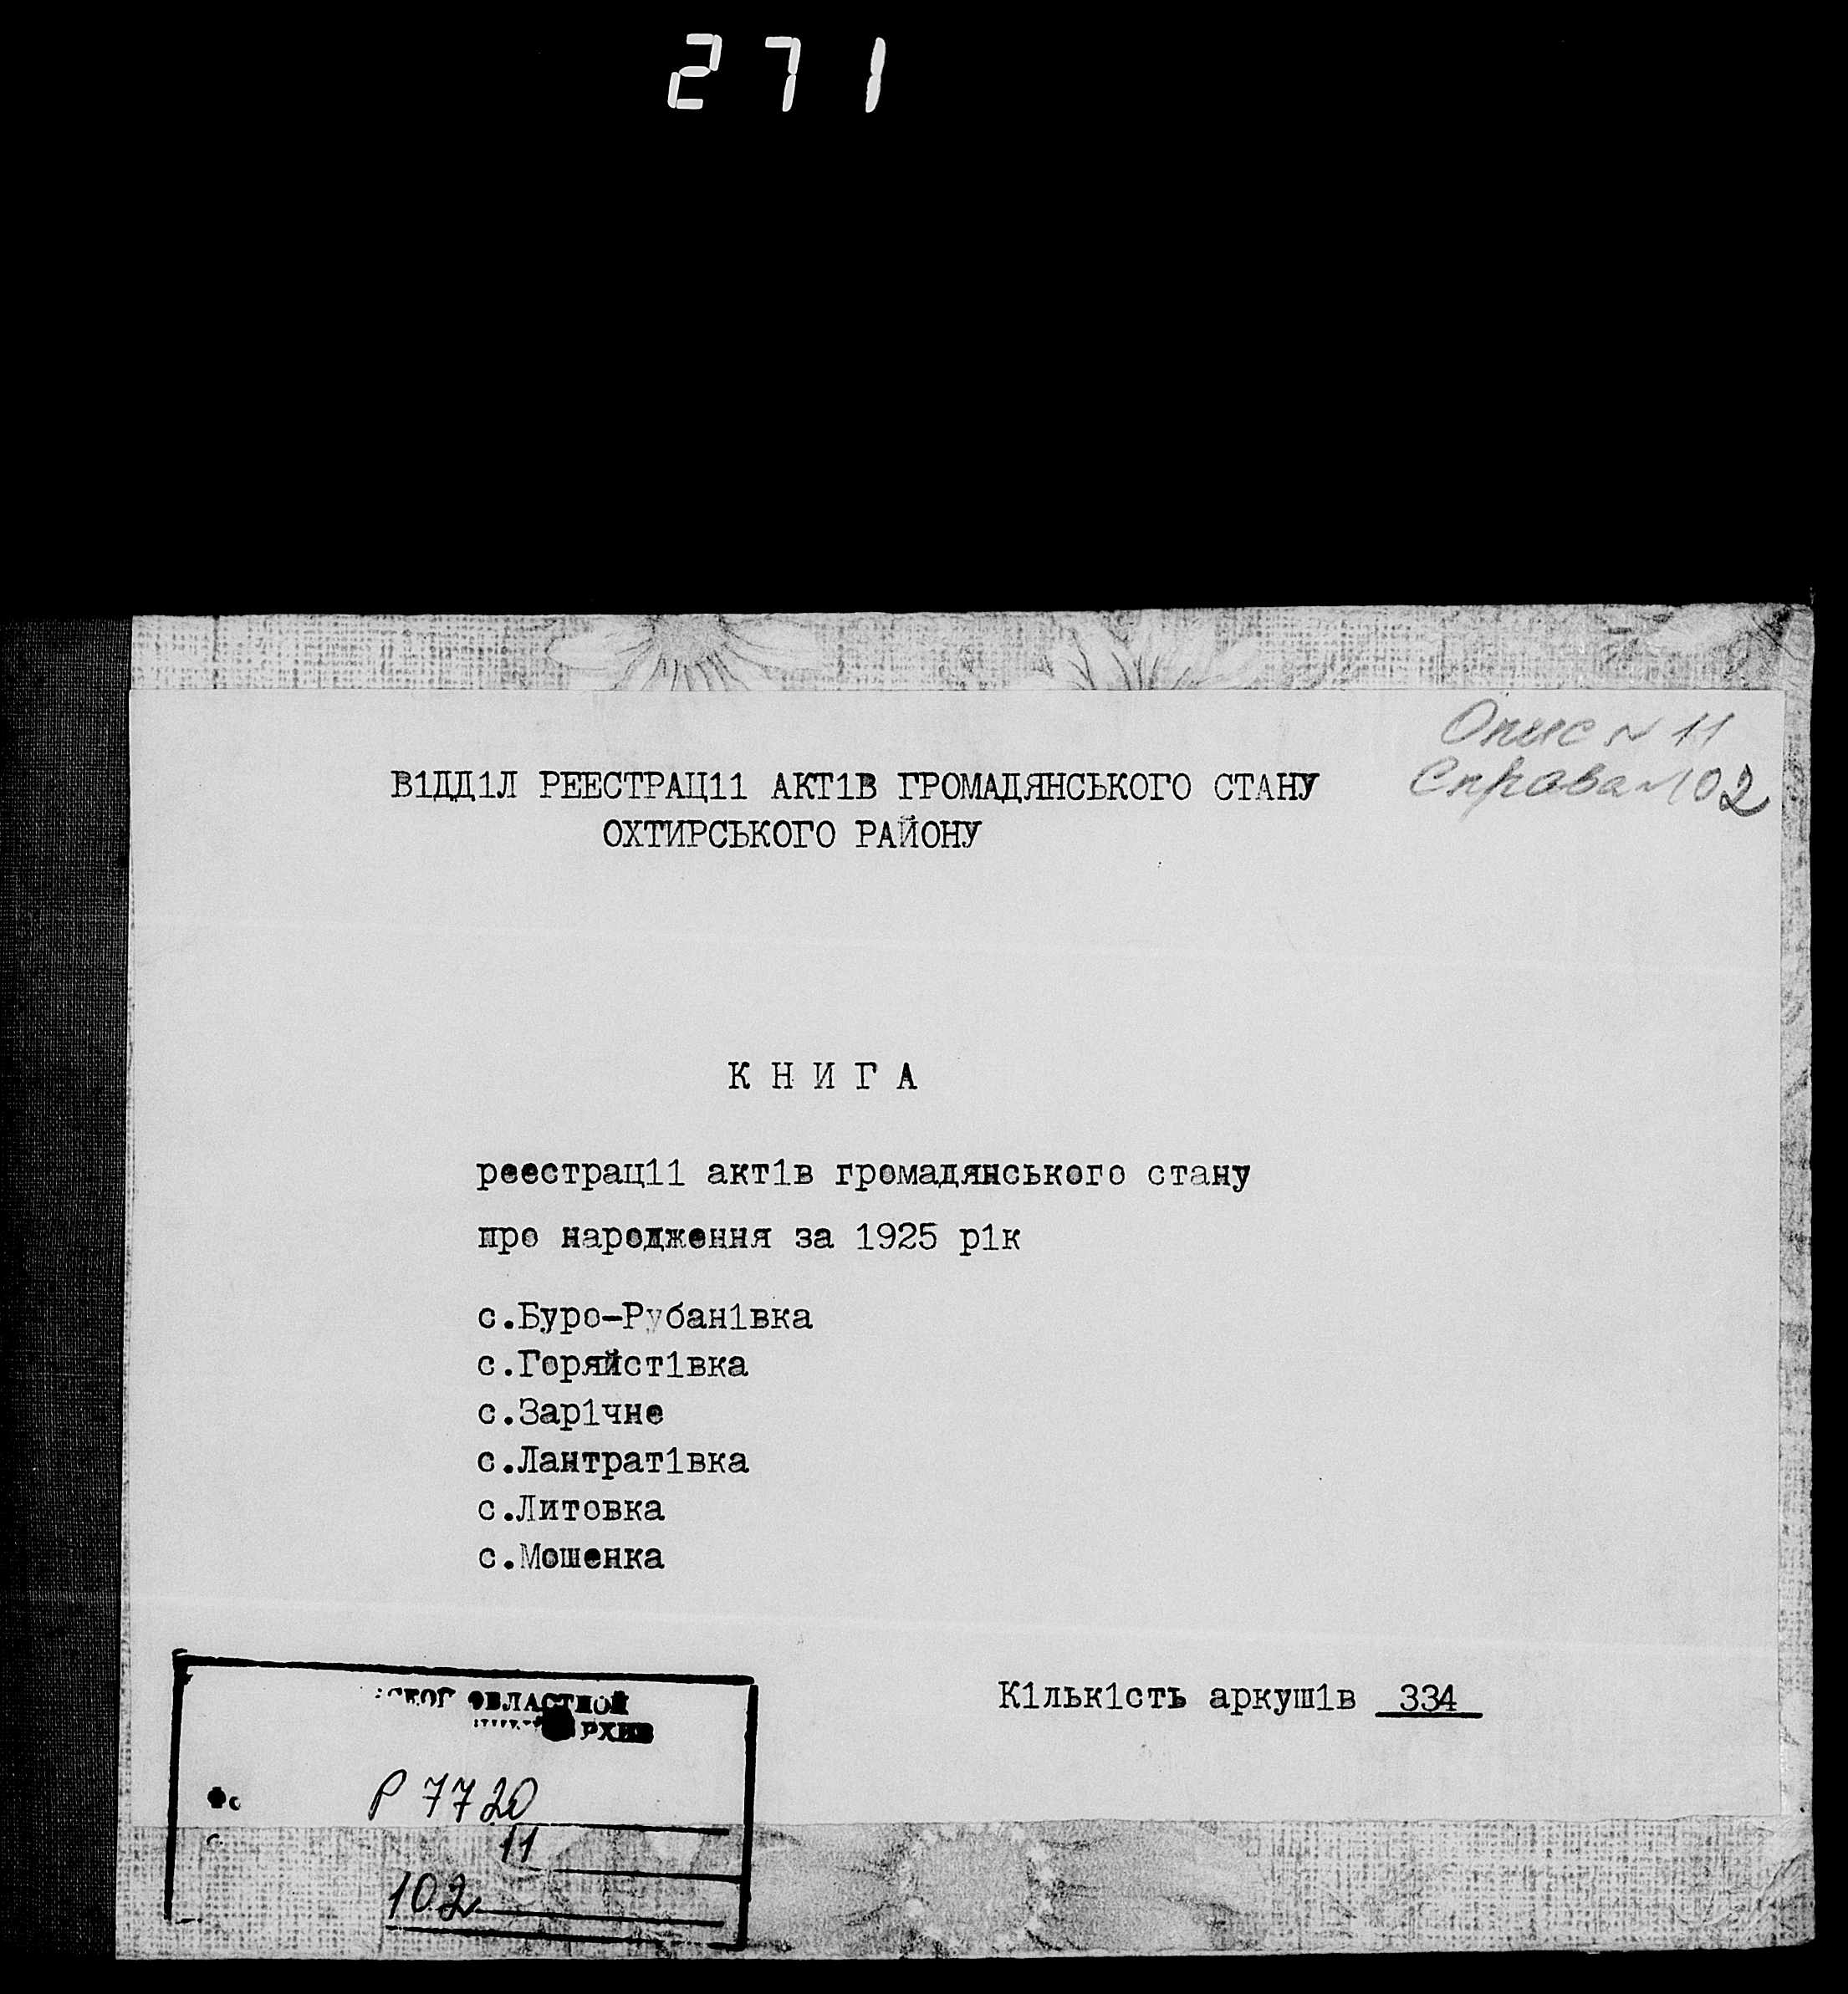 271
Опис № 11
Справа № 102
В1ДД1Л РЕЕСТРАЦ11 АКТ1В ГРОМАДЯНСЬКОГО СТАНУ
ОХТИРСЬКОГО РАЙОНУ
К Н И Г А
реестрац11 акт1в громадянського стану
про народження за 1925 р1к
с.Буро-Рубан1вка
с.Горяйст1вка
с.Зар1чне
с.Лантрат1вка
с.Литовка
с.Мошенка
К1льк1сть аркуш1в 334
ОБЛАСТНОЙ
Р 7720
11
102